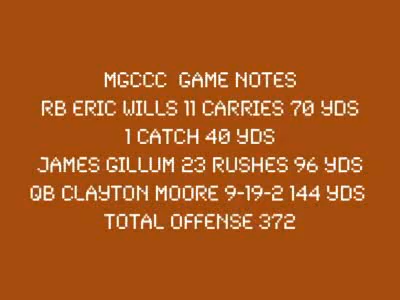 MGCCC GAME NOTES
RB ERIC WILLS 11 CARRIES 70 YDS
1 CATCH 40 YDS
JAMES GILLUM 23 RUSHES 96 YDS
QB CLAYTON MOORE 9-19-2 144 YDS
TOTAL OFFENSE 372